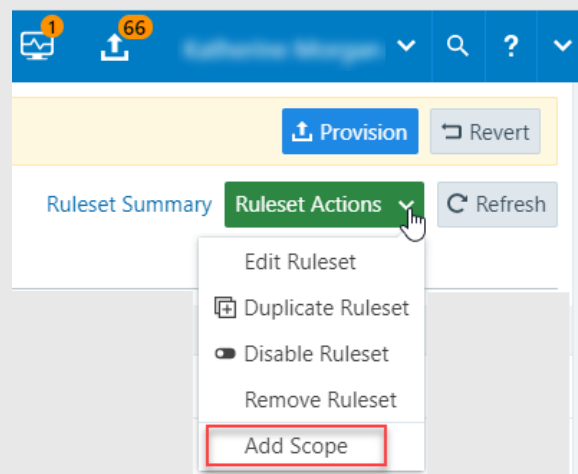 1
66
?
Provision
Revert
Ruleset Summary
Ruleset Actions
Refresh
Edit Ruleset
Duplicate Ruleset
Disable Ruleset
Remove Ruleset
Add Scope